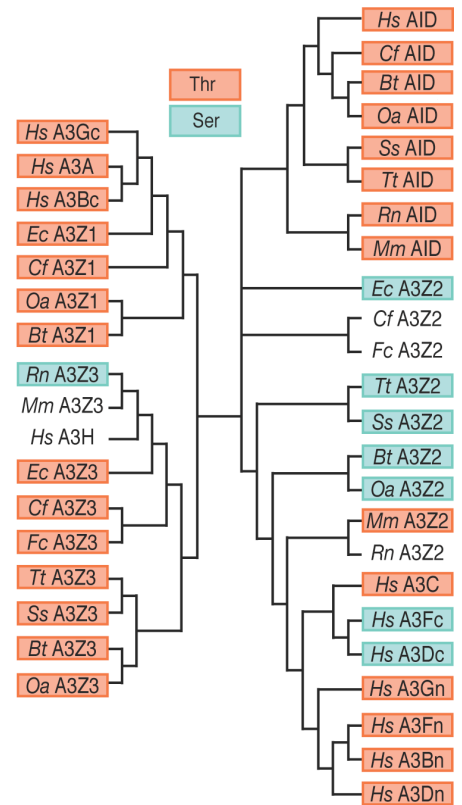 Thr
Ser
Hs A3Gc
Hs A3A
Hs A3Bc
Ec A3Z1
Cf A3Z1
Oa A3Z1
Bt A3Z1
Rn A3Z3
Mm A3Z3
Hs A3H
Ec A3Z3
Cf A3Z3
Fc A3Z3
Tt A3Z3
Ss A3Z3
Bt A3Z3
Oa A3Z3
Hs AID
Cf AID
Bt AID
Oa AID
Ss AID
Tt AID
Rn AID
Mm AID
Ec A3Z2
Cf A3Z2
Fc A3Z2
Tt A3Z2
Ss A3Z2
Bt A3Z2
Oa A3Z2
Mm A3Z2
Rn A3Z2
Hs A3C
Hs A3Fc
Hs A3Dc
Hs A3Gn
Hs A3Fn
Hs A3Bn
Hs A3Dn